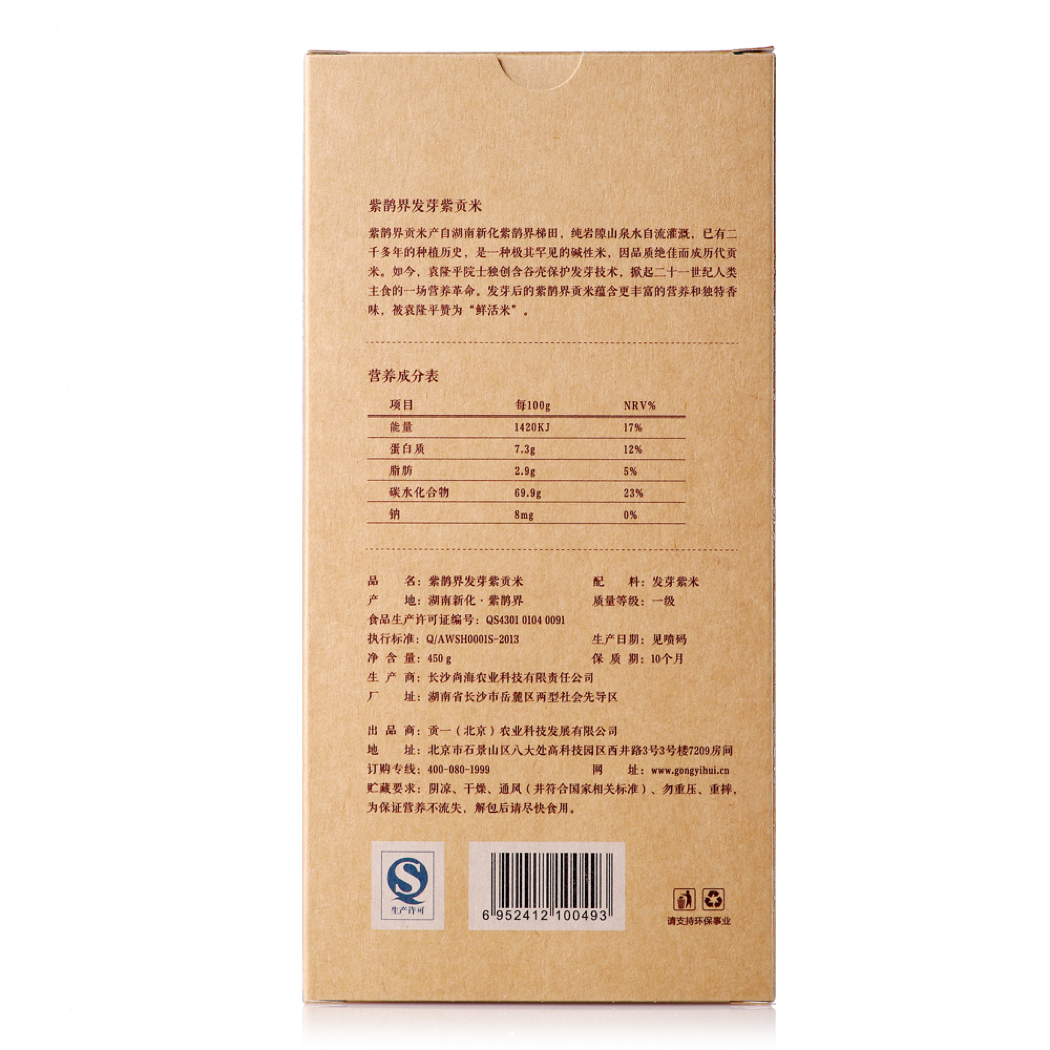 紫鹊界发芽紫贡米
紫鹊界贡米产自湖南新化紫鹊界梯田，纯岩隙山泉水自流灌溉，已有二
千多年的种植历史，是一种极其罕见的碱性米，因品质绝佳而成历代贡
米。如今，袁隆平院士独创含谷壳保护发芽技术，掀起二十一世纪人类
主食的一场营养革命。发芽后的紫鹊界贡米蕴含更丰富的营养和独特香
味，被袁隆平赞为“鲜活米”。
营养成分表
项目 每100g NRV%
能量 1420KJ 17%
蛋白质 7.3g 12%
脂肪 2.9g 5%
碳水化合物 69.9g 23%
钠 8mg 0%
品 名：紫鹊界发芽紫贡米 配 料：发芽紫米
产 地：湖南新化·紫鹊界 质量等级：一级
食品生产许可证编号：QS4301 0104 0091
执行标准：Q/AWSH0001S-2013 生产日期：见喷码
净 含 量：450 g 保 质 期：10个月
生 产 商：长沙尚海农业科技有限责任公司
厂 址：湖南省长沙市岳麓区两型社会先导区
出 品 商：贡一（北京）农业科技发展有限公司
地 址：北京市石景山区八大处高科技园区西井路3号3号楼7209房间
订购专线：400-080-1999 网 址：www.gongyihui.cn
贮藏要求：阴凉、干燥、通风（并符合国家相关标准）、勿重压、重摔，
为保证营养不流失，解包后请尽快食用。
生产许可
6 952412 100493
请支持环保事业